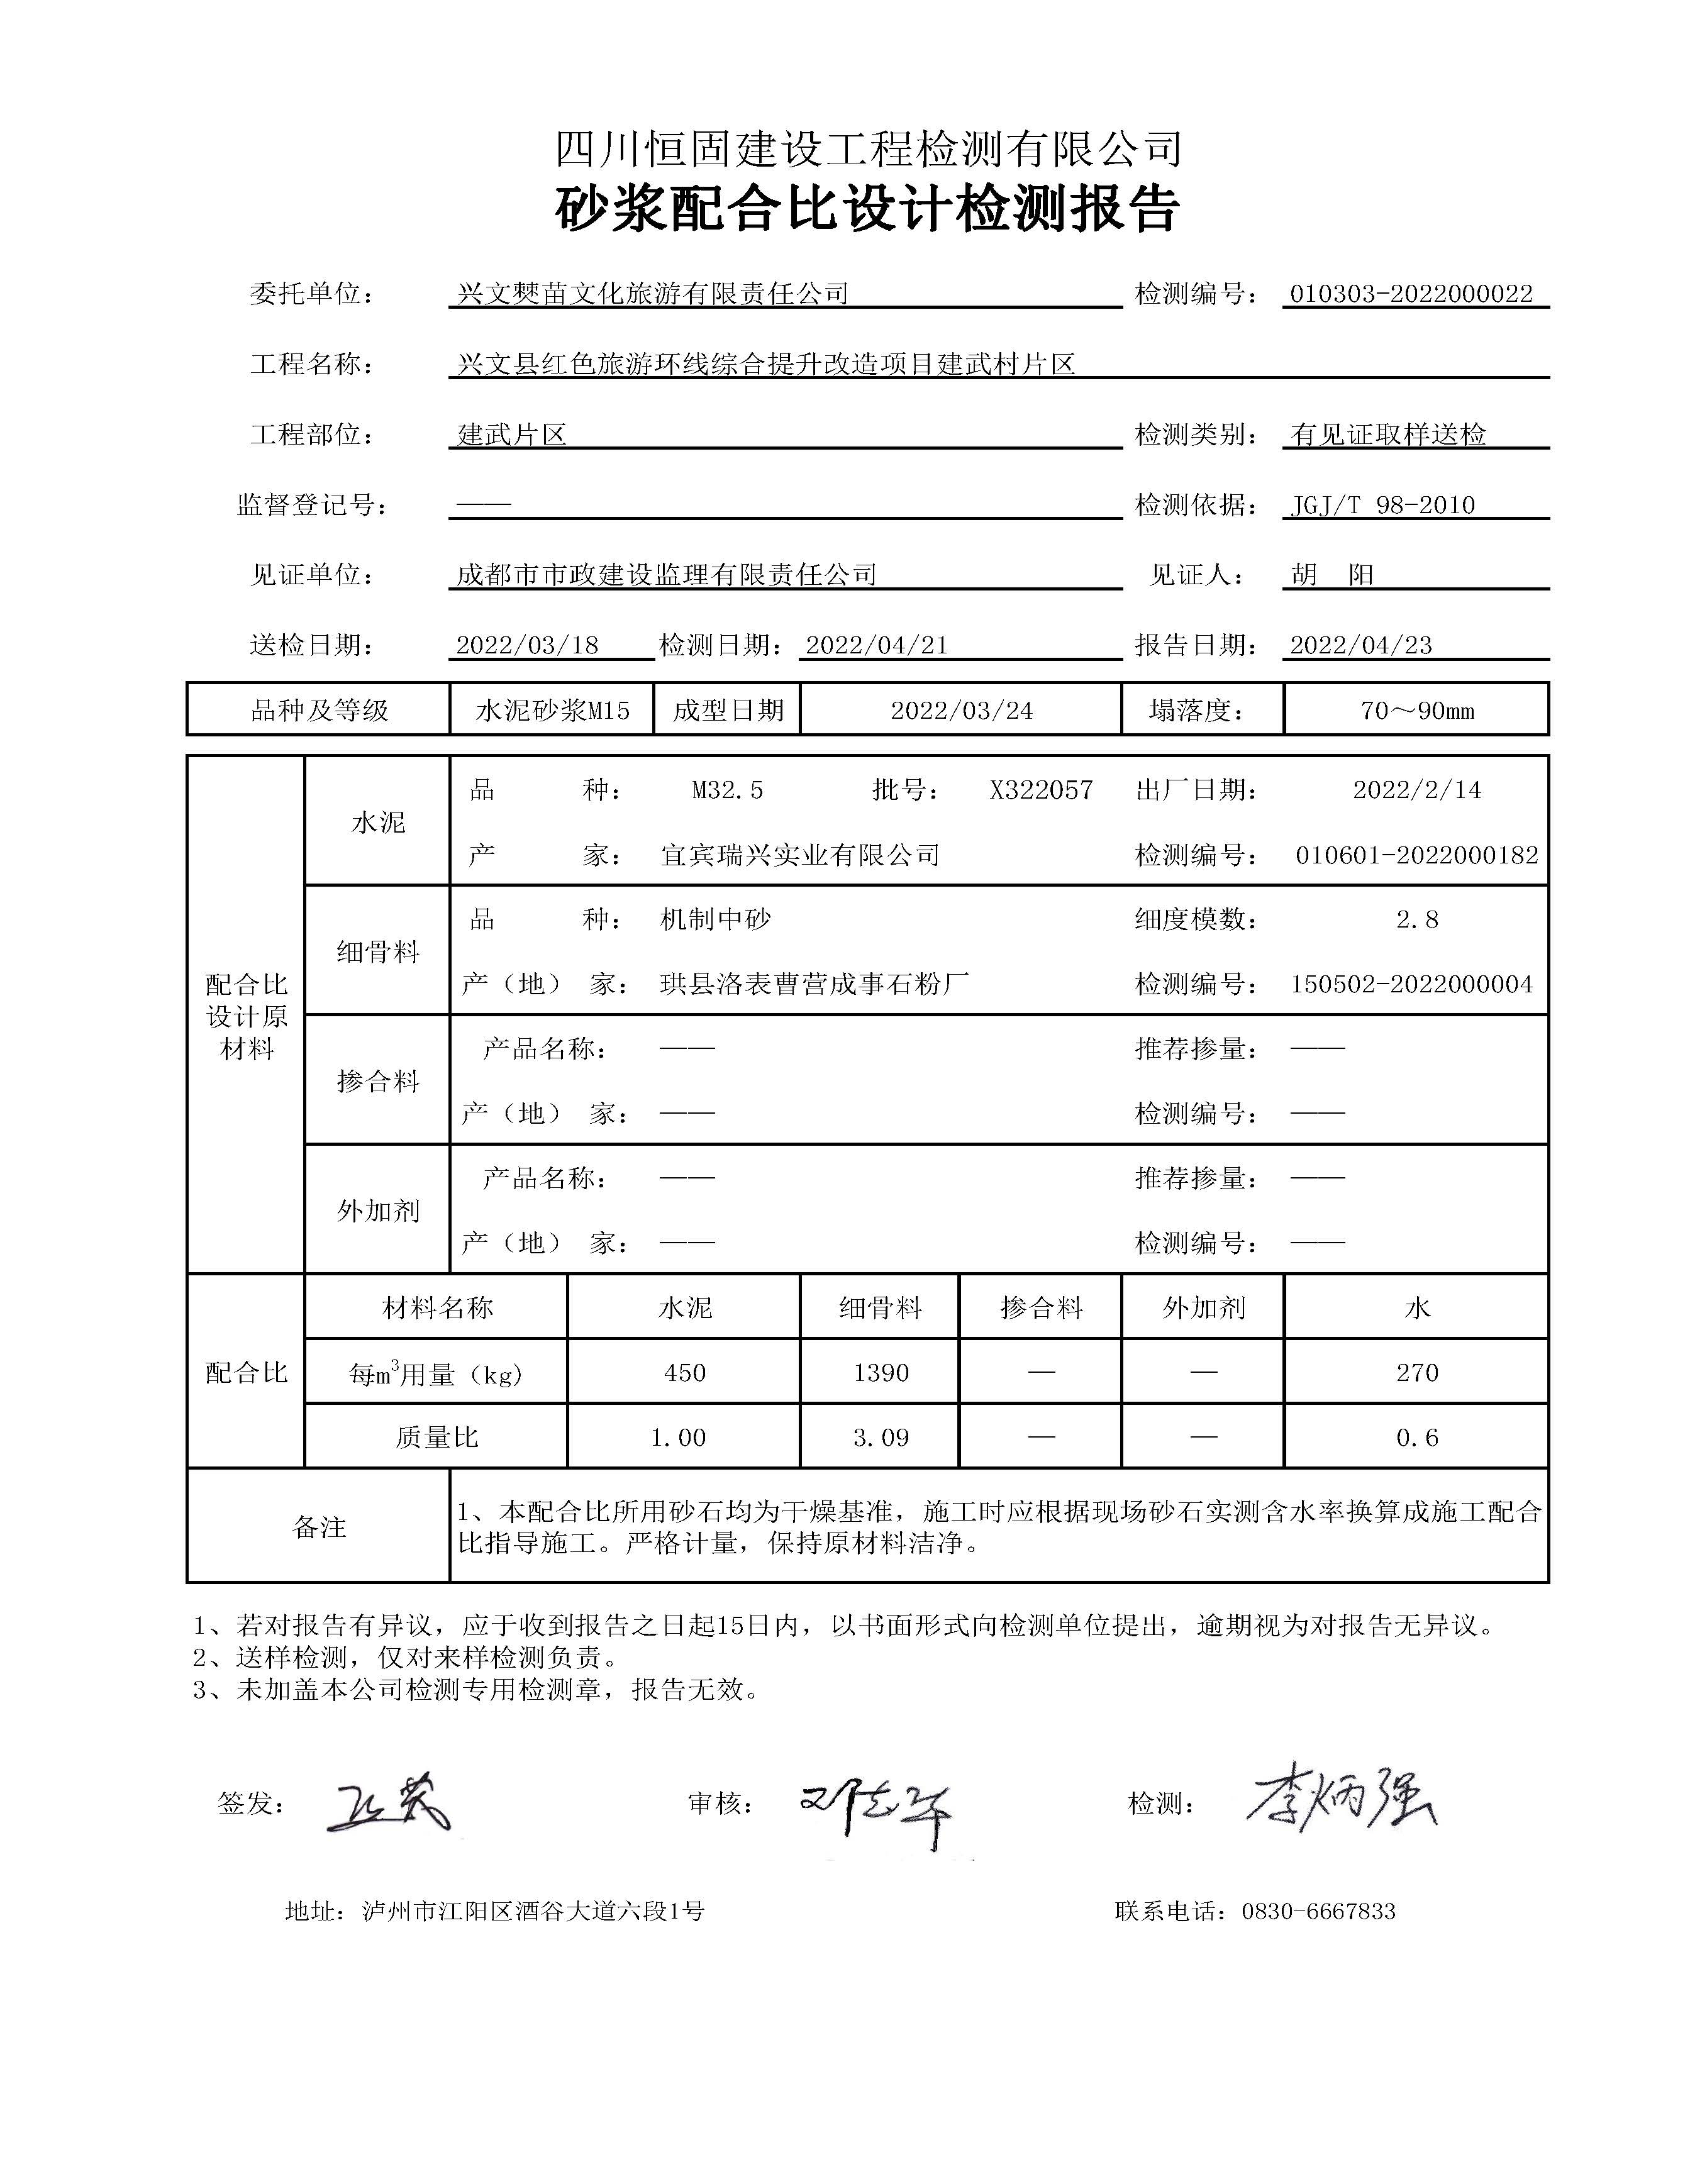 四川恒固建设工程检测有限公司
砂浆配合比设计检测报告
委托单位： 兴文僰苗文化旅游有限责任公司 检测编号： 010303-2022000022
工程名称： 兴文县红色旅游环线综合提升改造项目建武村片区
工程部位： 建武片区 检测类别： 有见证取样送检
监督登记号： —— 检测依据： JGJ/T 98-2010
见证单位： 成都市市政建设监理有限责任公司 见证人： 胡 阳
送检日期： 2022/03/18 检测日期： 2022/04/21 报告日期： 2022/04/23
品种及等级 水泥砂浆M15 成型日期 2022/03/24 塌落度： 70～90mm
配合比设计原材料
水泥
品 种： M32.5 批号： X322057 出厂日期： 2022/2/14
产 家： 宜宾瑞兴实业有限公司 检测编号： 010601-2022000182
细骨料
品 种： 机制中砂 细度模数： 2.8
产（地） 家： 珙县洛表曹营成事石粉厂 检测编号： 150502-2022000004
掺合料
产品名称： —— 推荐掺量： ——
产（地） 家： —— 检测编号： ——
外加剂
产品名称： —— 推荐掺量： ——
产（地） 家： —— 检测编号： ——
配合比
材料名称 水泥 细骨料 掺合料 外加剂 水
每m³用量（kg） 450 1390 — — 270
质量比 1.00 3.09 — — 0.6
备注
1、本配合比所用砂石均为干燥基准，施工时应根据现场砂石实测含水率换算成施工配合
比指导施工。严格计量，保持原材料洁净。
1、若对报告有异议，应于收到报告之日起15日内，以书面形式向检测单位提出，逾期视为对报告无异议。
2、送样检测，仅对来样检测负责。
3、未加盖本公司检测专用检测章，报告无效。
签发： 审核： 检测： 李炳强
地址：泸州市江阳区酒谷大道六段1号 联系电话：0830-6667833